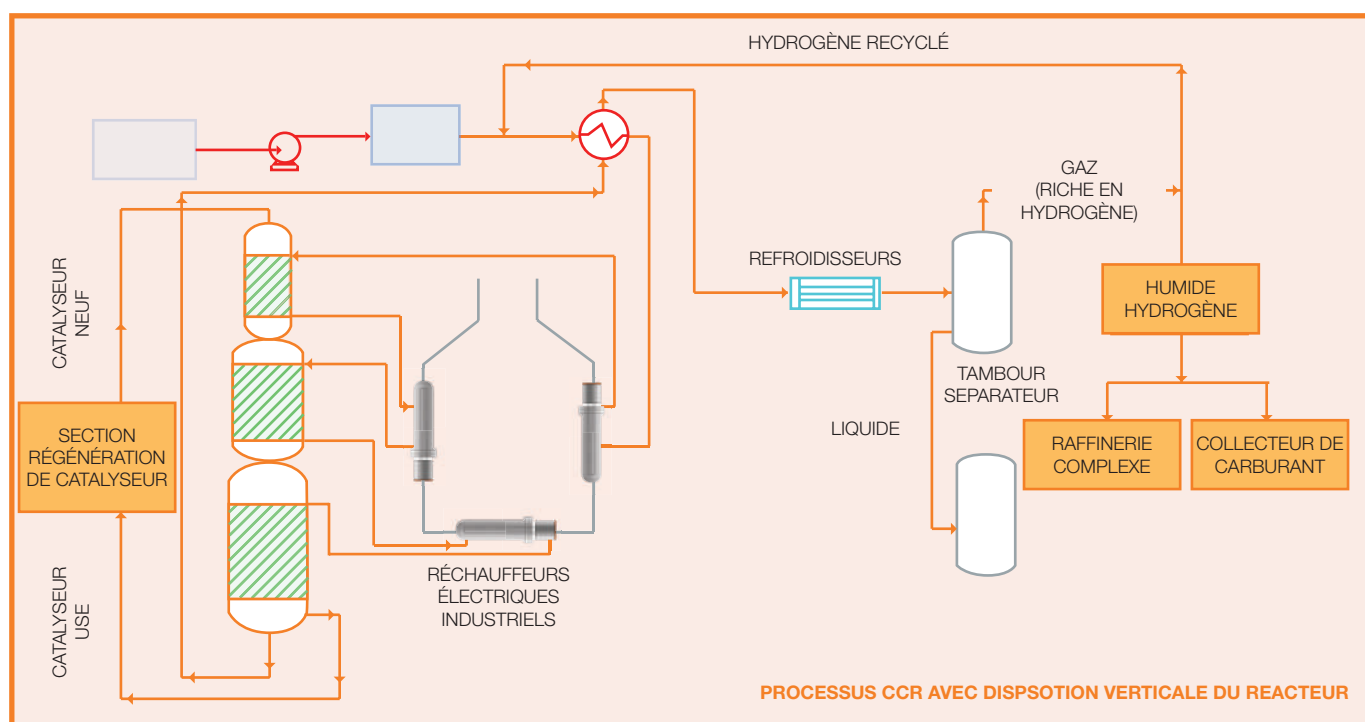 HYDROGÈNE RECYCLÉ
GAZ
(RICHE EN
HYDROGÈNE)
REFROIDISSEURS
HUMIDE
HYDROGÈNE
CATALYSEUR
NEUF
TAMBOUR
SEPARATEUR
SECTION
RÉGÉNÉRATION
DE CATALYSEUR
LIQUIDE
RAFFINERIE
COMPLEXE
COLLECTEUR DE
CARBURANT
RÉCHAUFFEURS
ÉLECTRIQUES
INDUSTRIELS
CATALYSEUR
USE
PROCESSUS CCR AVEC DISPSOTION VERTICALE DU REACTEUR